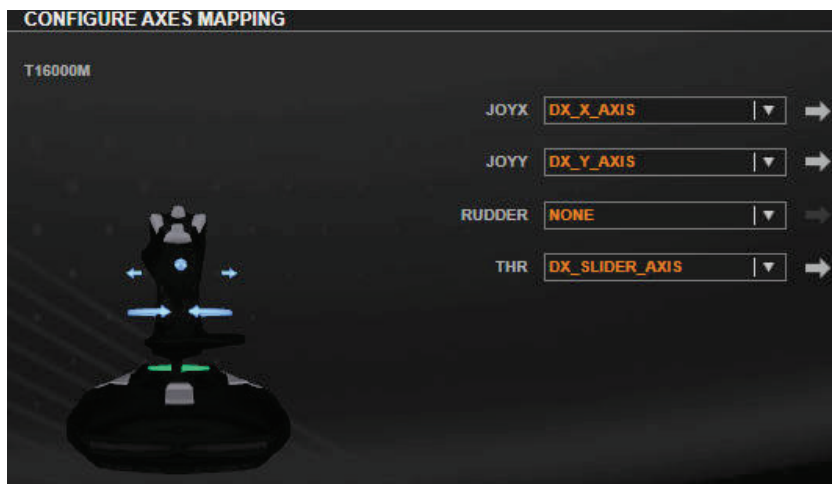 CONFIGURE AXES MAPPING
T16000M
JOYX DX_X_AXIS
JOYY DX_Y_AXIS
RUDDER NONE
THR DX_SLIDER_AXIS